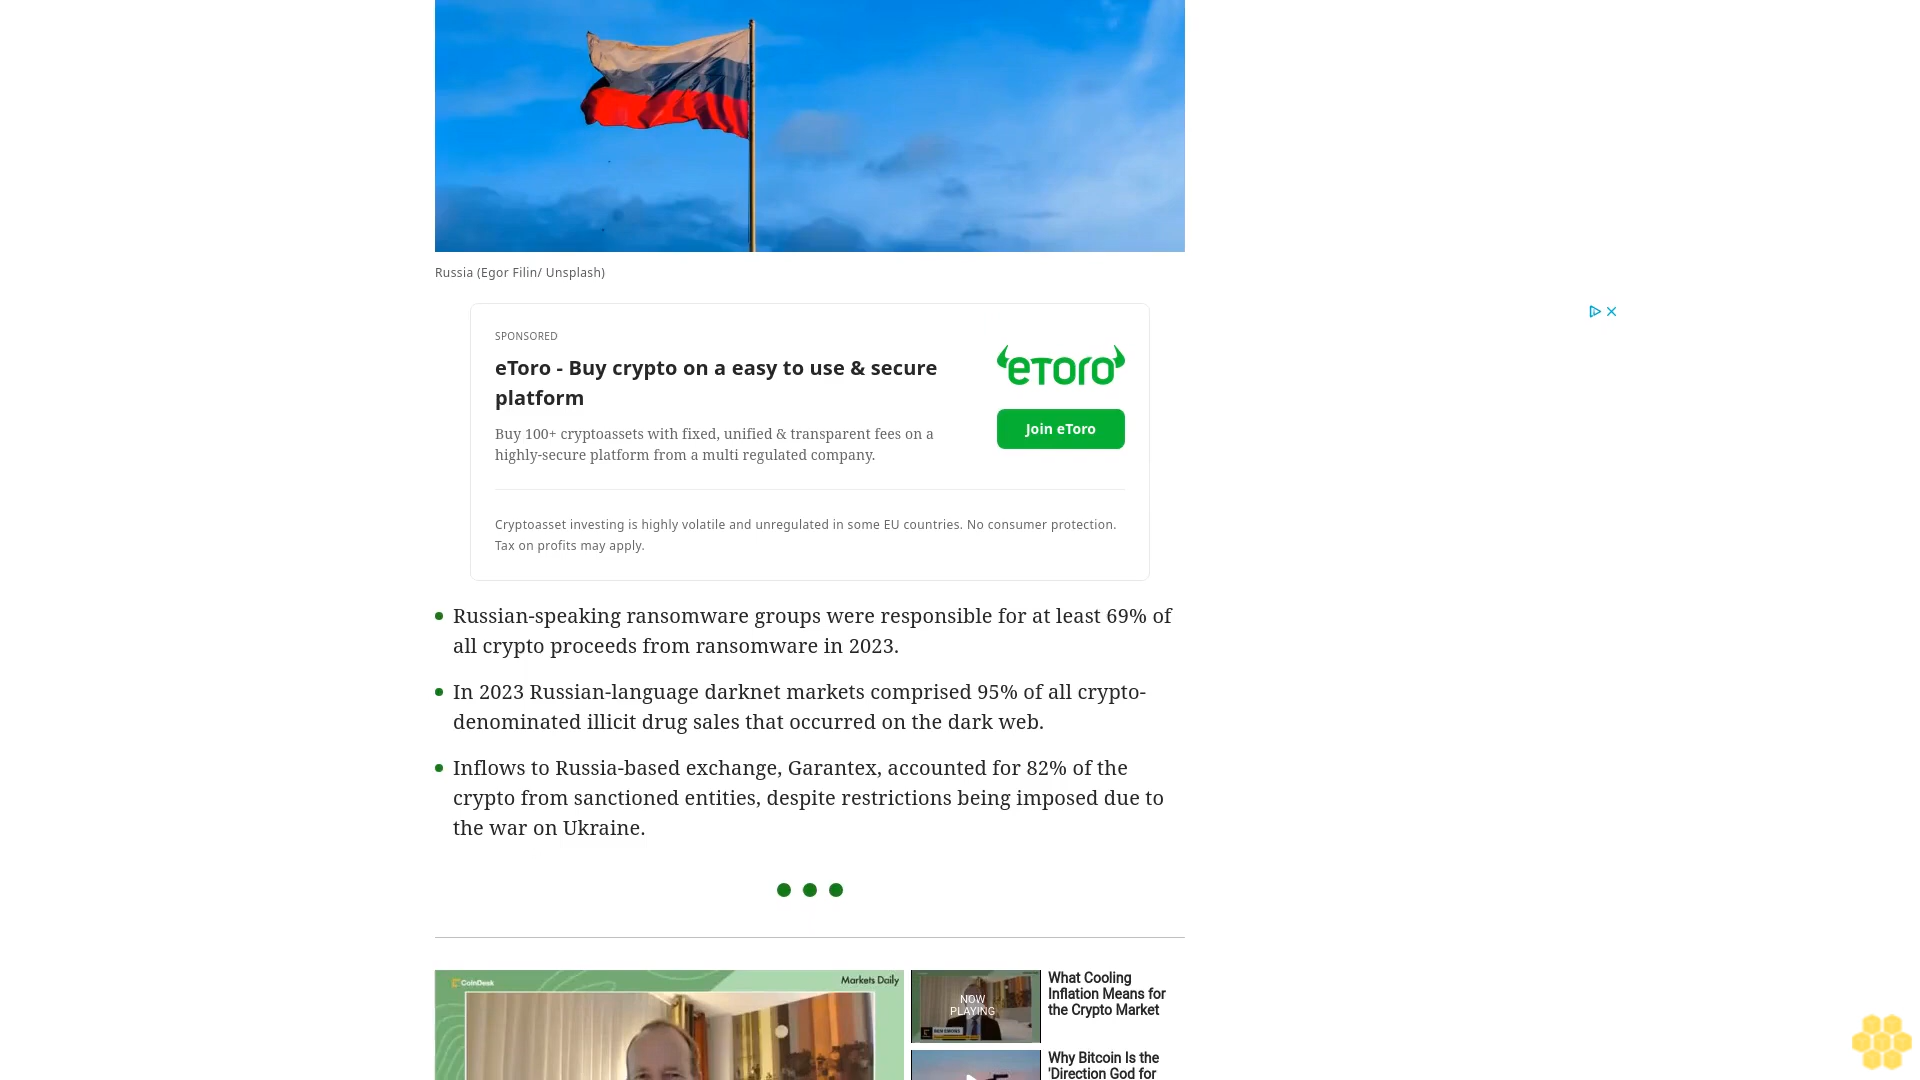 Russia (Egor Filin/ Unsplash)
SPONSORED
eToro - Buy crypto on a easy to use & secure
platform
Buy 100+ cryptoassets with fixed, unified & transparent fees on a
highly-secure platform from a multi regulated company.
eToro
Join eToro
Cryptoasset investing is highly volatile and unregulated in some EU countries. No consumer protection.
Tax on profits may apply.
Russian-speaking ransomware groups were responsible for at least 69% of
all crypto proceeds from ransomware in 2023.
In 2023 Russian-language darknet markets comprised 95% of all crypto-
denominated illicit drug sales that occurred on the dark web.
Inflows to Russia-based exchange, Garantex, accounted for 82% of the
crypto from sanctioned entities, despite restrictions being imposed due to
the war on Ukraine.
CoinDesk
Markets Daily
NOW
PLAYING
What Cooling
Inflation Means for
the Crypto Market
Why Bitcoin Is the
'Direction God for